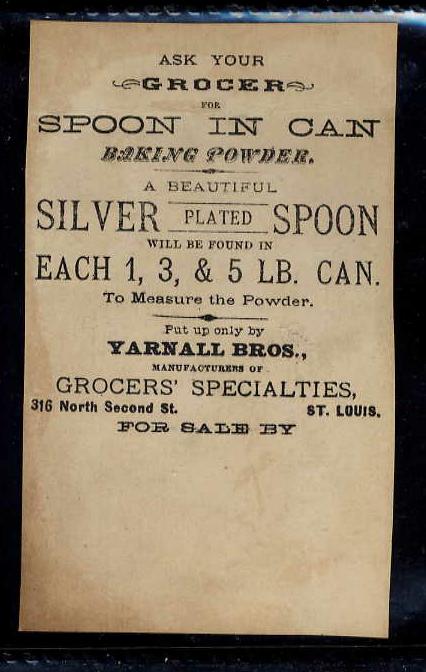 ASK YOUR
GROCER
FOR
SPOON IN CAN
BAKING POWDER.
A BEAUTIFUL
SILVER PLATED SPOON
WILL BE FOUND IN
EACH 1, 3, & 5 LB. CAN.
To Measure the Powder.
Put up only by
YARNALL BROS.,
MANUFACTURERS OF
GROCERS' SPECIALTIES,
316 North Second St. ST. LOUIS.
FOR SALE BY